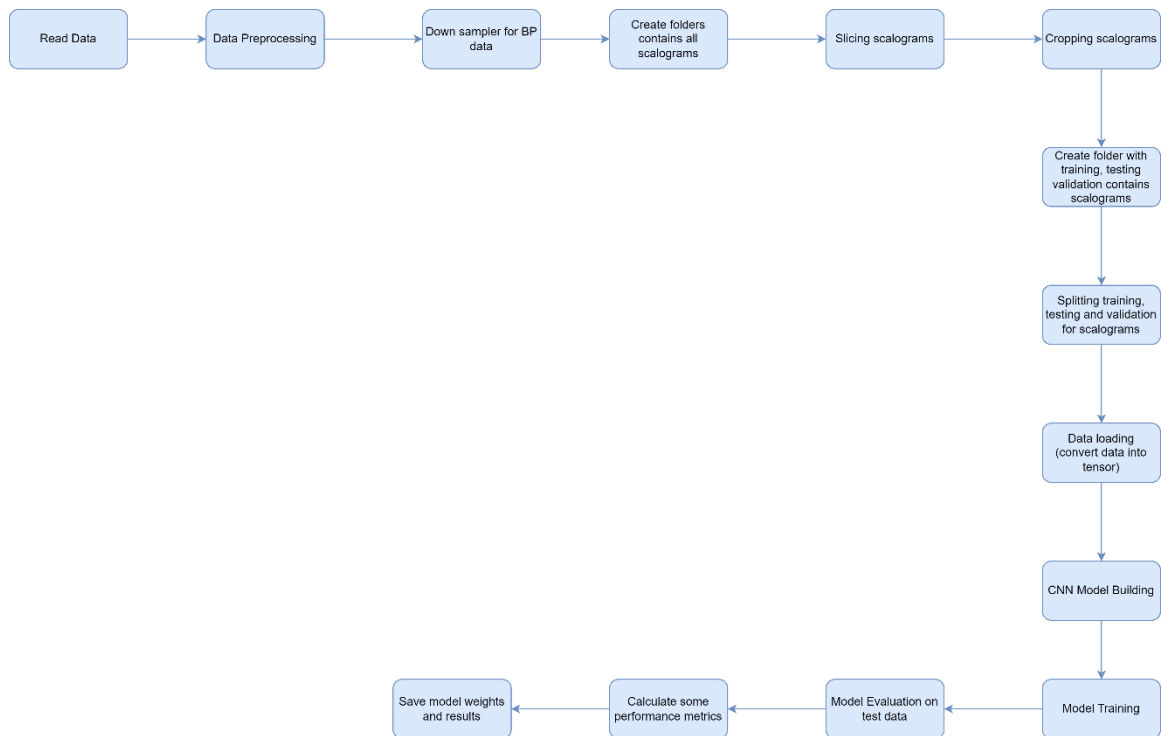 Read Data
Data Preprocessing
Down sampler for BP
data
Create folders
contains all
scalograms
Slicing scalograms
Cropping scalograms
Create folder with
training, testing
validation contains
scalograms
Splitting training,
testing and validation
for scalograms
Data loading
(convert data into
tensor)
CNN Model Building
Model Training
Model Evaluation on
test data
Calculate some
performance metrics
Save model weights
and results